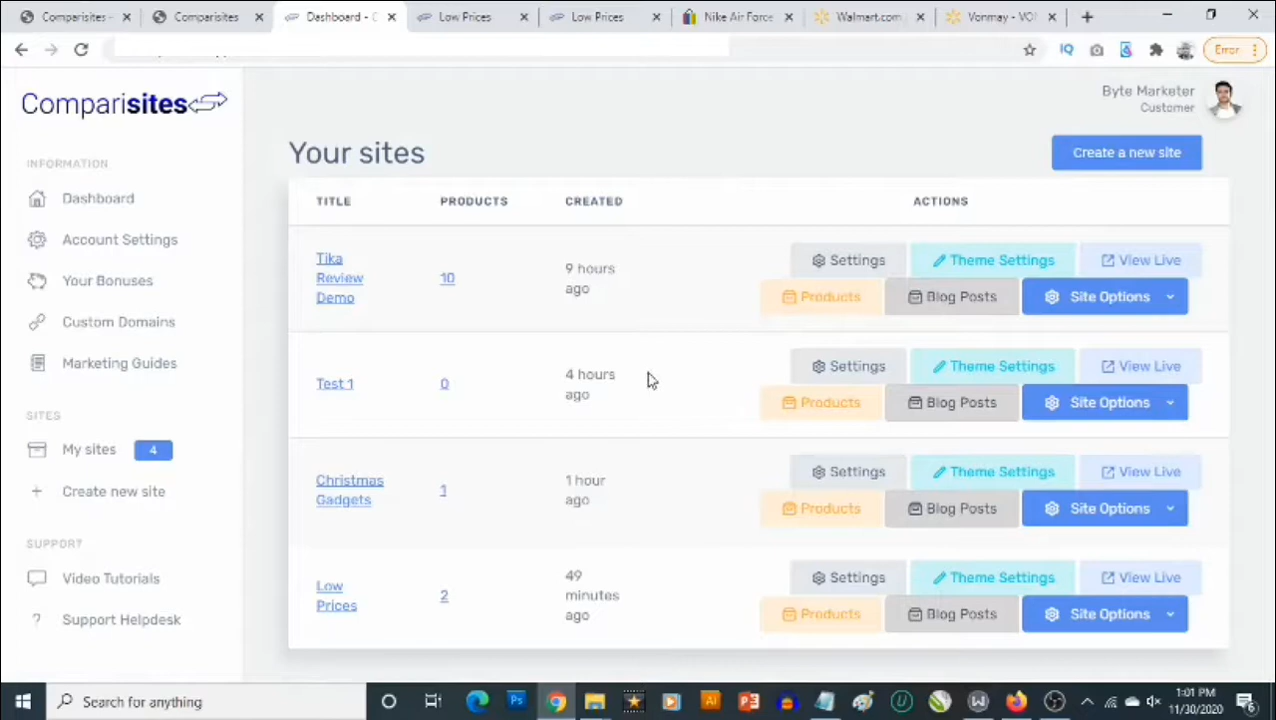 Comparisites -
Comparisites
Dashboard - C
Low Prices
Low Prices
Nike Air Force
Walmart.com
Vonmay - VO
Error
Comparisites
Byte Marketer
Customer
INFORMATION
Dashboard
Account Settings
Your Bonuses
Custom Domains
Marketing Guides
SITES
My sites 4
Create new site
SUPPORT
Video Tutorials
Support Helpdesk
Your sites
Create a new site
TITLE PRODUCTS CREATED ACTIONS
Tika
Review
Demo
10
9 hours
ago
Settings Theme Settings View Live
Products Blog Posts Site Options
Test 1
0
4 hours
ago
Settings Theme Settings View Live
Products Blog Posts Site Options
Christmas
Gadgets
1
1 hour
ago
Settings Theme Settings View Live
Products Blog Posts Site Options
Low
Prices
2
49
minutes
ago
Settings Theme Settings View Live
Products Blog Posts Site Options
Search for anything
1:01 PM
11/30/2020
6